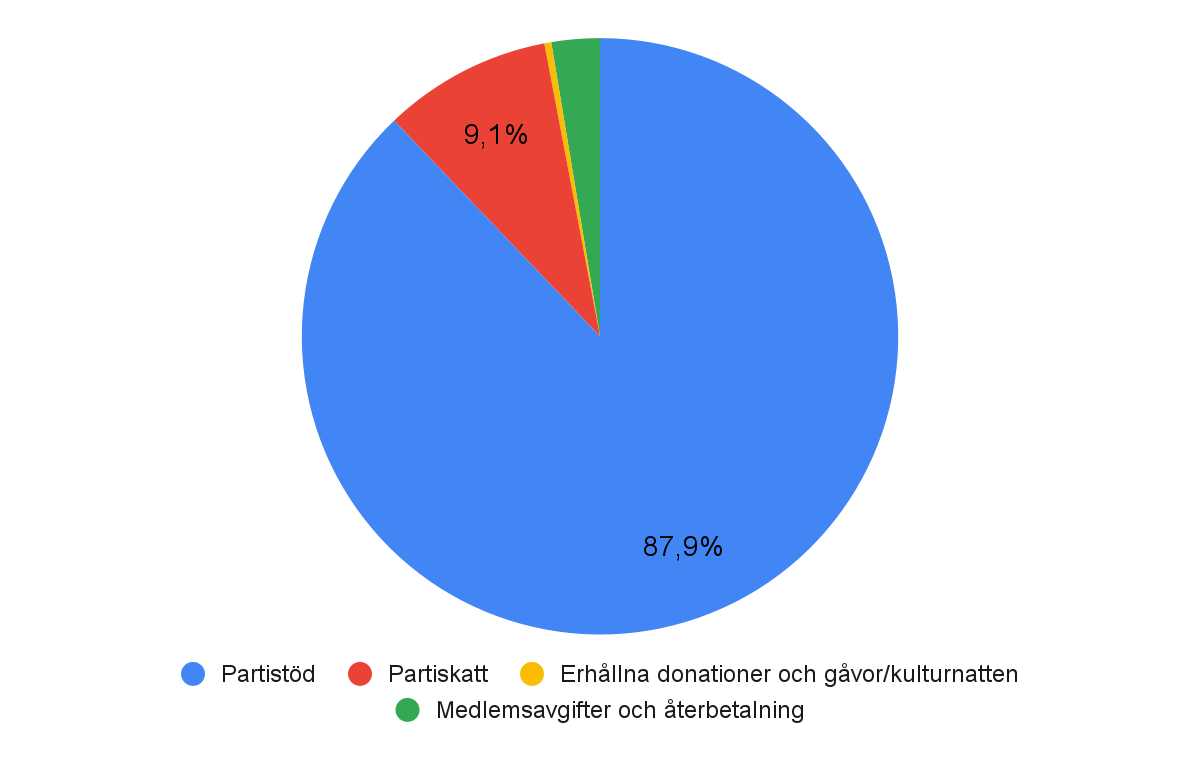 9,1%
87,9%
Partistöd Partiskatt Erhållna donationer och gåvor/kulturnatten
Medlemsavgifter och återbetalning